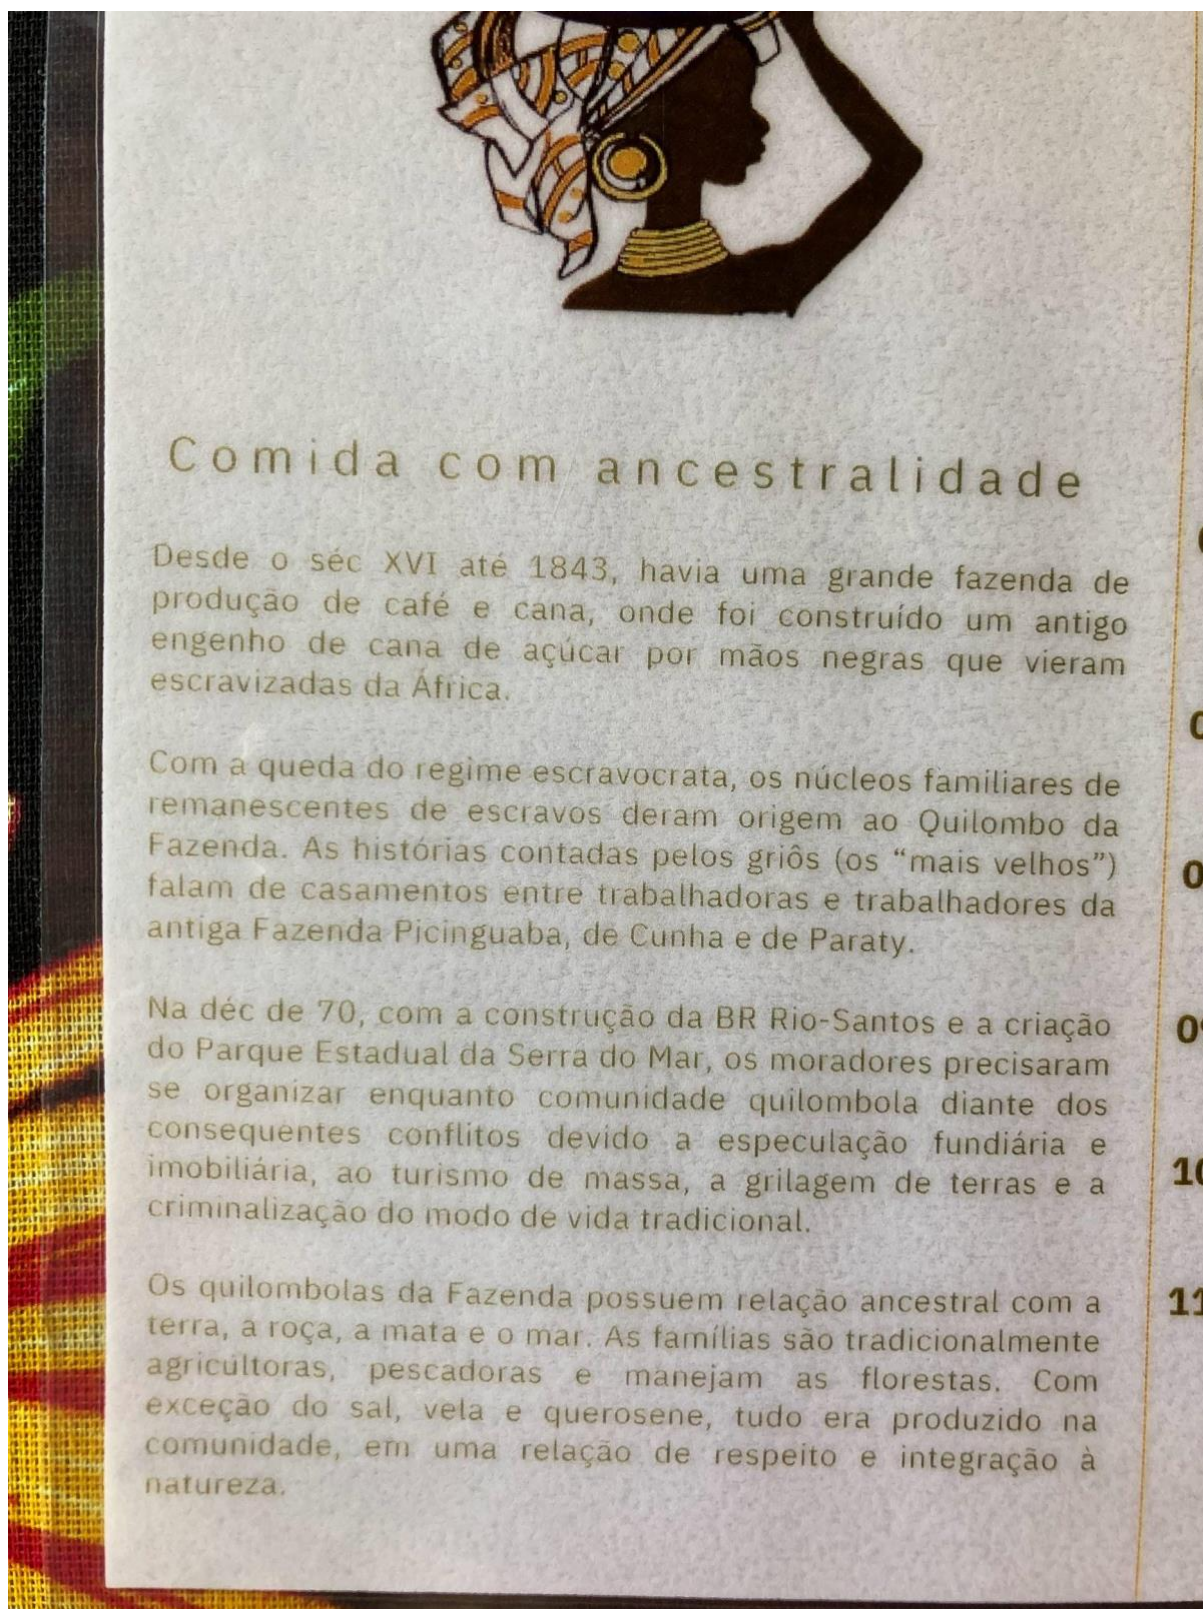 Comida com ancestralidade
Desde o séc XVI até 1843, havia uma grande fazenda de
produção de café e cana, onde foi construído um antigo
engenho de cana de açúcar por mãos negras que vieram
escravizadas da África.
Com a queda do regime escravocrata, os núcleos familiares de
remanescentes de escravos deram origem ao Quilombo da
Fazenda. As histórias contadas pelos griôs (os “mais velhos”)
falam de casamentos entre trabalhadoras e trabalhadores da
antiga Fazenda Picinguaba, de Cunha e de Paraty.
Na déc de 70, com a construção da BR Rio-Santos e a criação
do Parque Estadual da Serra do Mar, os moradores precisaram
se organizar enquanto comunidade quilombola diante dos
consequentes conflitos devido a especulação fundiária e
imobiliária, ao turismo de massa, a grilagem de terras e a
criminalização do modo de vida tradicional.
Os quilombolas da Fazenda possuem relação ancestral com a
terra, a roça, a mata e o mar. As famílias são tradicionalmente
agricultoras, pescadoras e manejam as florestas. Com
exceção do sal, vela e querosene, tudo era produzido na
comunidade, em uma relação de respeito e integração à
natureza.
10
11